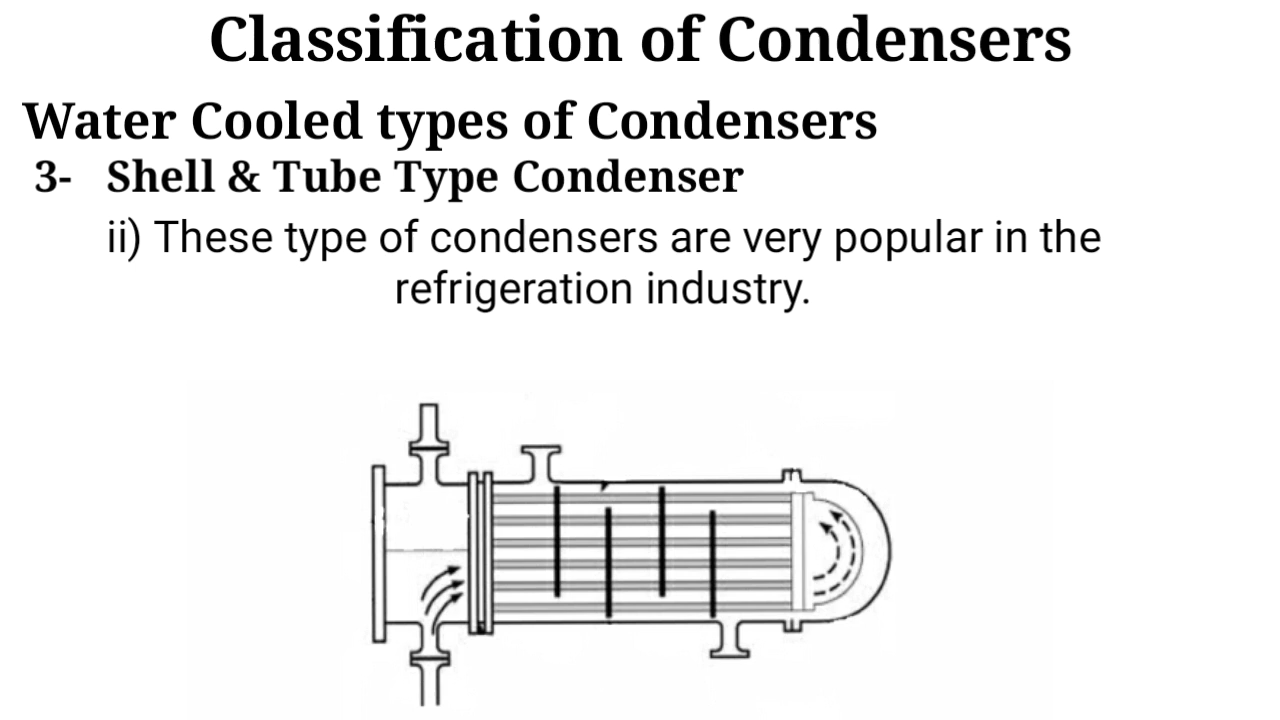 Classification of Condensers
Water Cooled types of Condensers
3- Shell & Tube Type Condenser
ii) These type of condensers are very popular in the
refrigeration industry.